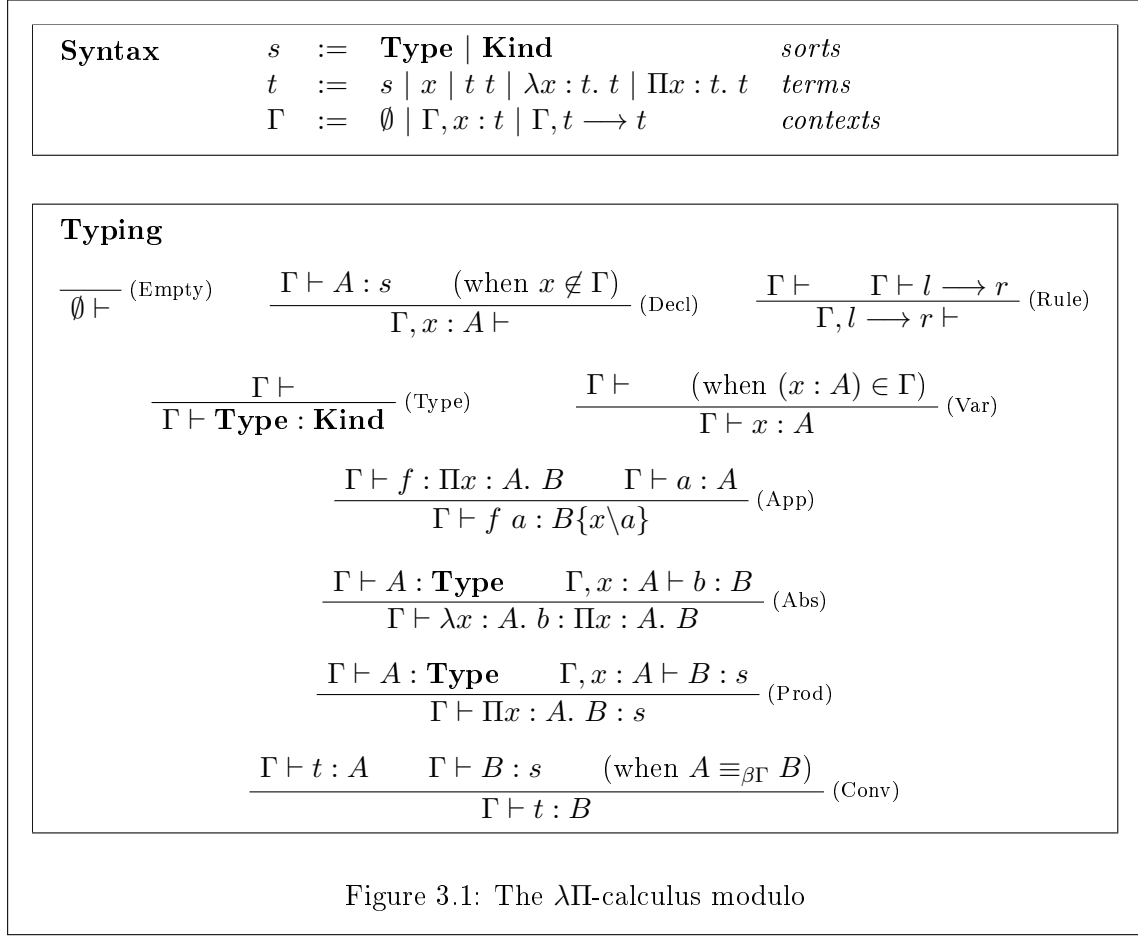 Syntax s := Type | Kind sorts
t := s | x | t t | λx : t. t | Πx : t. t terms
Γ := ∅ | Γ, x : t | Γ, t ⟶ t contexts
Typing
∅ ⊢ (Empty)
Γ ⊢ A : s (when x ∉ Γ)
Γ, x : A ⊢ (Decl)
Γ ⊢ Γ ⊢ l ⟶ r
Γ, l ⟶ r ⊢ (Rule)
Γ ⊢
Γ ⊢ Type : Kind (Type)
Γ ⊢ (when (x : A) ∈ Γ)
Γ ⊢ x : A (Var)
Γ ⊢ f : Πx : A. B Γ ⊢ a : A
Γ ⊢ f a : B{x\a} (App)
Γ ⊢ A : Type Γ, x : A ⊢ b : B
Γ ⊢ λx : A. b : Πx : A. B (Abs)
Γ ⊢ A : Type Γ, x : A ⊢ B : s
Γ ⊢ Πx : A. B : s (Prod)
Γ ⊢ t : A Γ ⊢ B : s (when A ≡βΓ B)
Γ ⊢ t : B (Conv)
Figure 3.1: The λΠ-calculus modulo